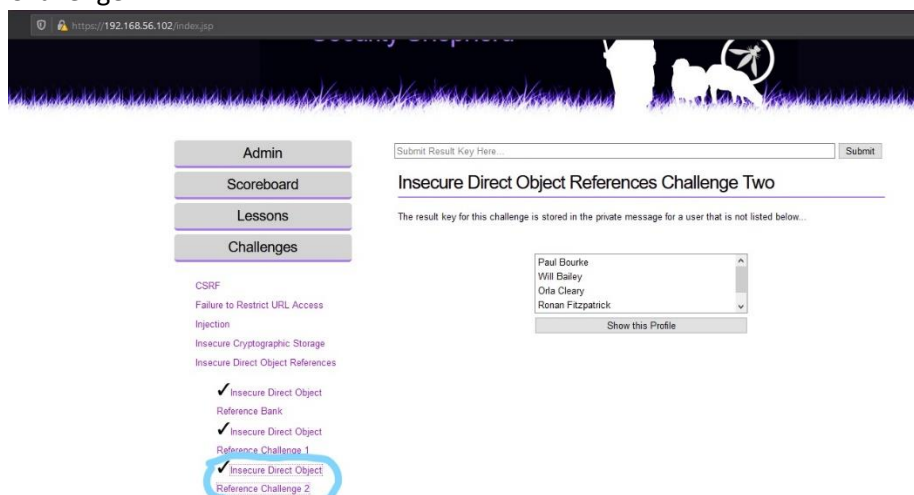 https://192.168.56.102/index.jsp
Security Shepherd
Admin
Scoreboard
Lessons
Challenges
CSRF
Failure to Restrict URL Access
Injection
Insecure Cryptographic Storage
Insecure Direct Object References
✓Insecure Direct Object
Reference Bank
✓Insecure Direct Object
Reference Challenge 1
✓Insecure Direct Object
Reference Challenge 2
Submit Result Key Here...
Submit
Insecure Direct Object References Challenge Two
The result key for this challenge is stored in the private message for a user that is not listed below...
Paul Bourke
Will Bailey
Orla Cleary
Ronan Fitzpatrick
Show this Profile